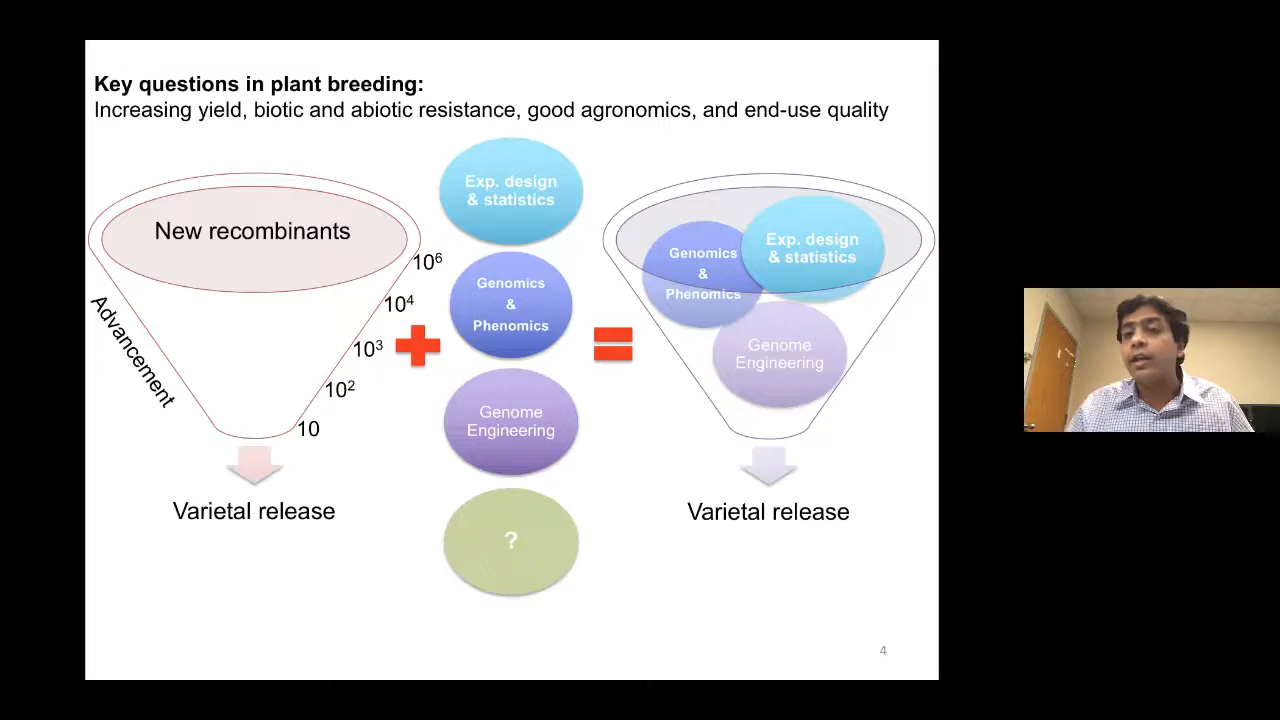 Key questions in plant breeding:
Increasing yield, biotic and abiotic resistance, good agronomics, and end-use quality
New recombinants
Advancement
10⁶
10⁴
10³
10²
10
Varietal release
Exp. design
& statistics
Genomics
&
Phenomics
Genome
Engineering
?
Genomics
&
Phenomics
Exp. design
& statistics
Genome
Engineering
Varietal release
4